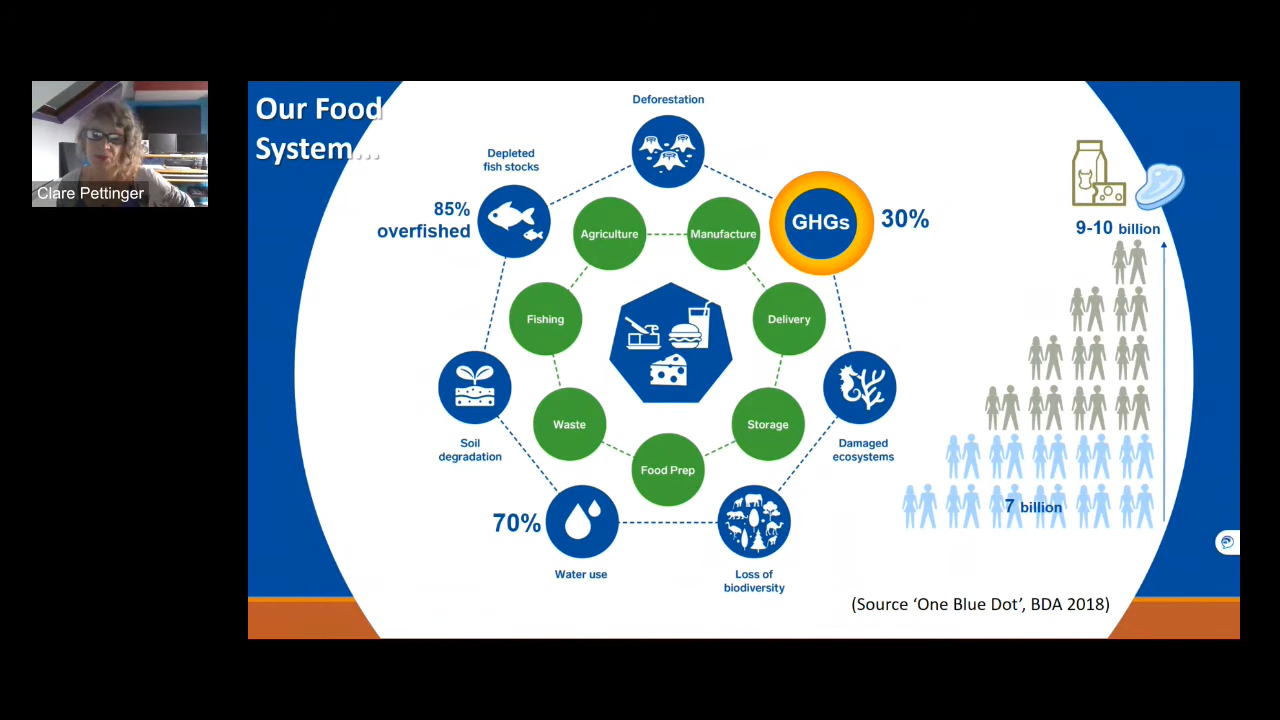 Our Food
System...
Clare Pettinger
Deforestation
Depleted
fish stocks
85%
overfished
GHGs
30%
Agriculture
Manufacture
Fishing
Delivery
Waste
Storage
Food Prep
Soil
degradation
Damaged
ecosystems
70%
Water use
Loss of
biodiversity
9-10 billion
7 billion
(Source ‘One Blue Dot’, BDA 2018)